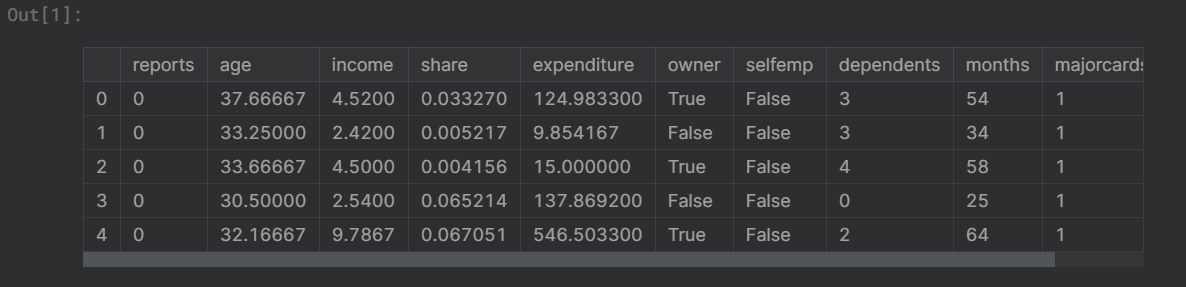 Out[1]:
reports age income share expenditure owner selfemp dependents months majorcards
0 0 37.66667 4.5200 0.033270 124.983300 True False 3 54 1
1 0 33.25000 2.4200 0.005217 9.854167 False False 3 34 1
2 0 33.66667 4.5000 0.004156 15.000000 True False 4 58 1
3 0 30.50000 2.5400 0.065214 137.869200 False False 0 25 1
4 0 32.16667 9.7867 0.067051 546.503300 True False 2 64 1